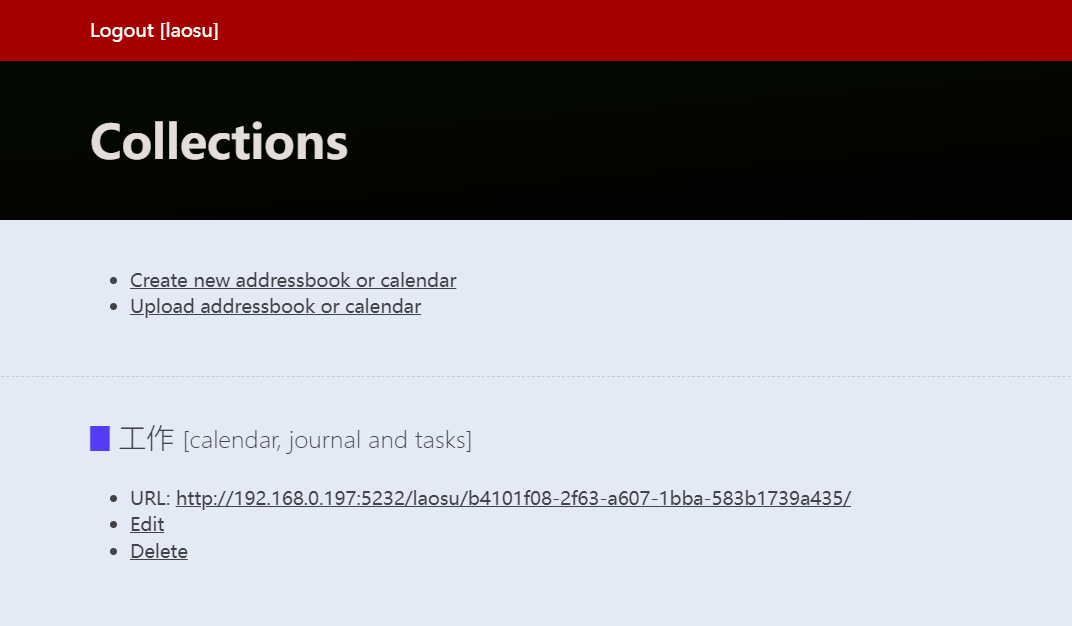 Logout [laosu]
Collections
Create new addressbook or calendar
Upload addressbook or calendar
工作 [calendar, journal and tasks]
URL: http://192.168.0.197:5232/laosu/b4101f08-2f63-a607-1bba-583b1739a435/
Edit
Delete